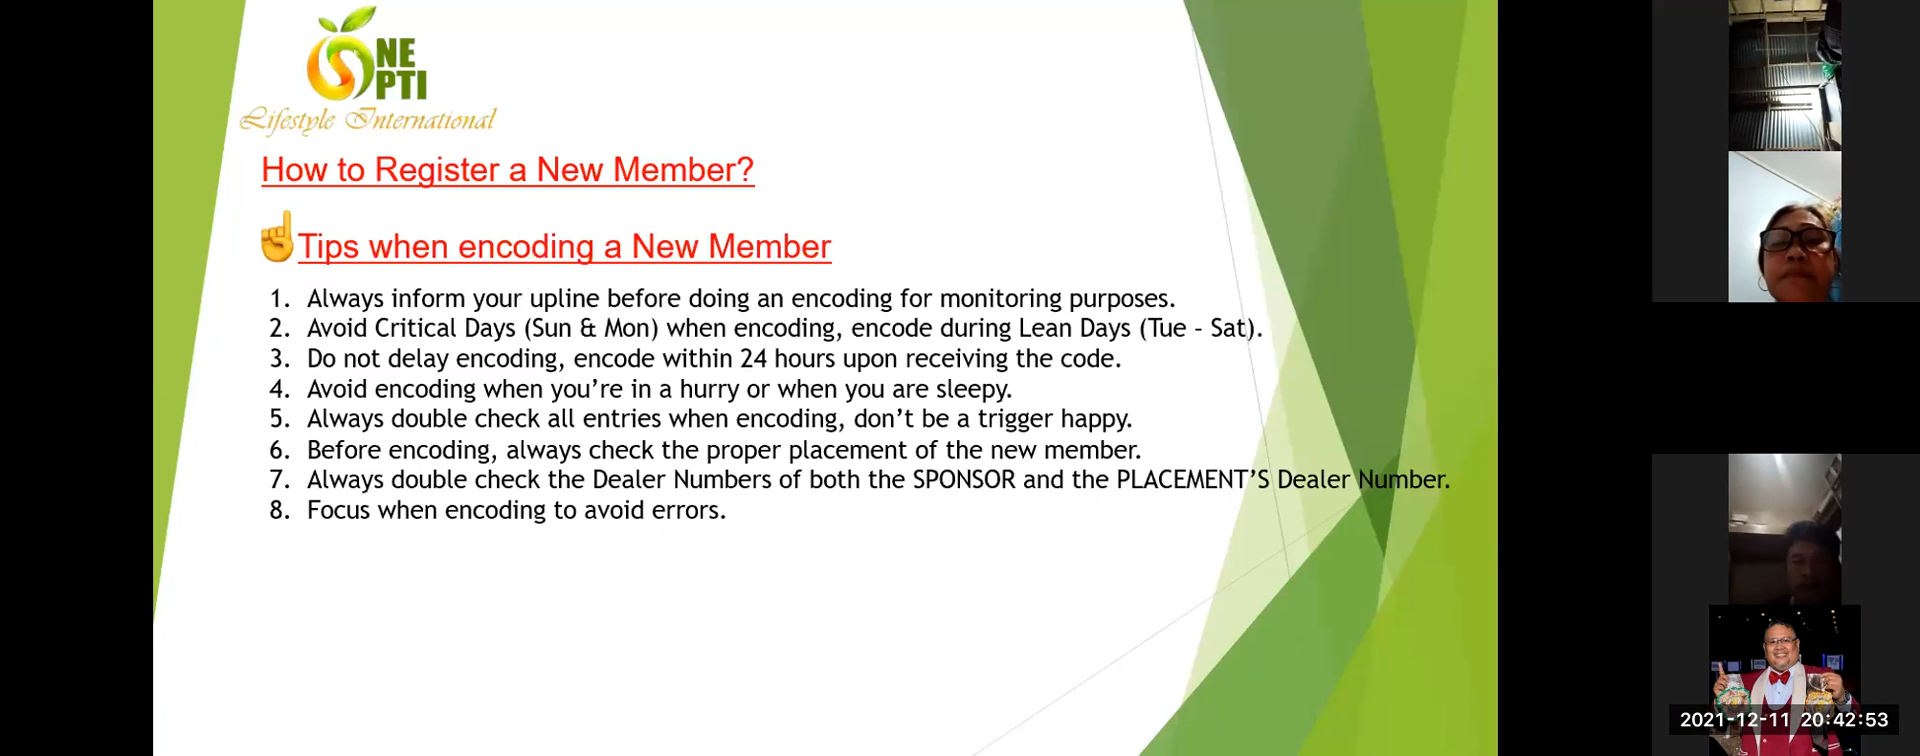 NE
PTI
Lifestyle International
How to Register a New Member?
☝Tips when encoding a New Member
1. Always inform your upline before doing an encoding for monitoring purposes.
2. Avoid Critical Days (Sun & Mon) when encoding, encode during Lean Days (Tue – Sat).
3. Do not delay encoding, encode within 24 hours upon receiving the code.
4. Avoid encoding when you’re in a hurry or when you are sleepy.
5. Always double check all entries when encoding, don’t be a trigger happy.
6. Before encoding, always check the proper placement of the new member.
7. Always double check the Dealer Numbers of both the SPONSOR and the PLACEMENT’S Dealer Number.
8. Focus when encoding to avoid errors.
2021-12-11 20:42:53